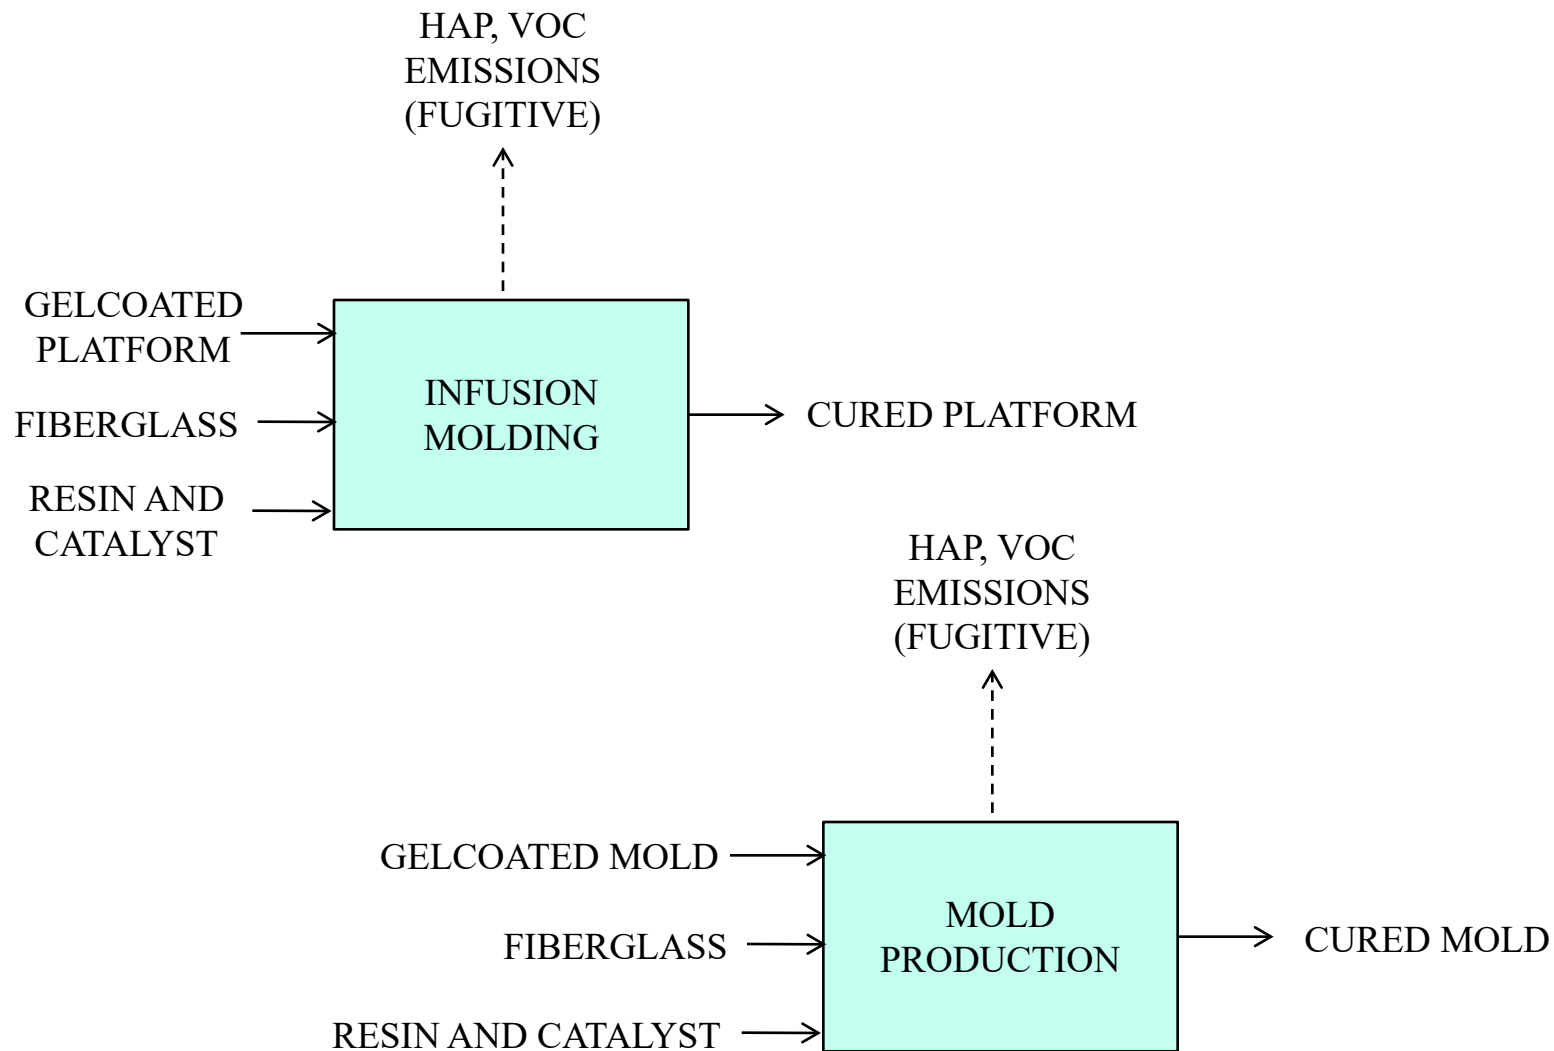 HAP, VOC
EMISSIONS
(FUGITIVE)
GELCOATED
PLATFORM
FIBERGLASS
RESIN AND
CATALYST
INFUSION
MOLDING
CURED PLATFORM
HAP, VOC
EMISSIONS
(FUGITIVE)
GELCOATED MOLD
FIBERGLASS
RESIN AND CATALYST
MOLD
PRODUCTION
CURED MOLD